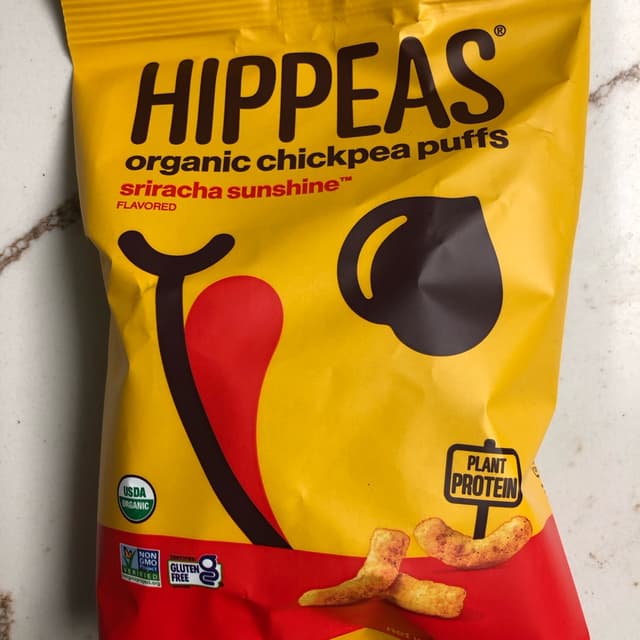 HIPPEAS®
organic chickpea puffs
sriracha sunshine™
FLAVORED
PLANT
PROTEIN
USDA
ORGANIC
NON
GMO
VERIFIED
GLUTEN
FREE